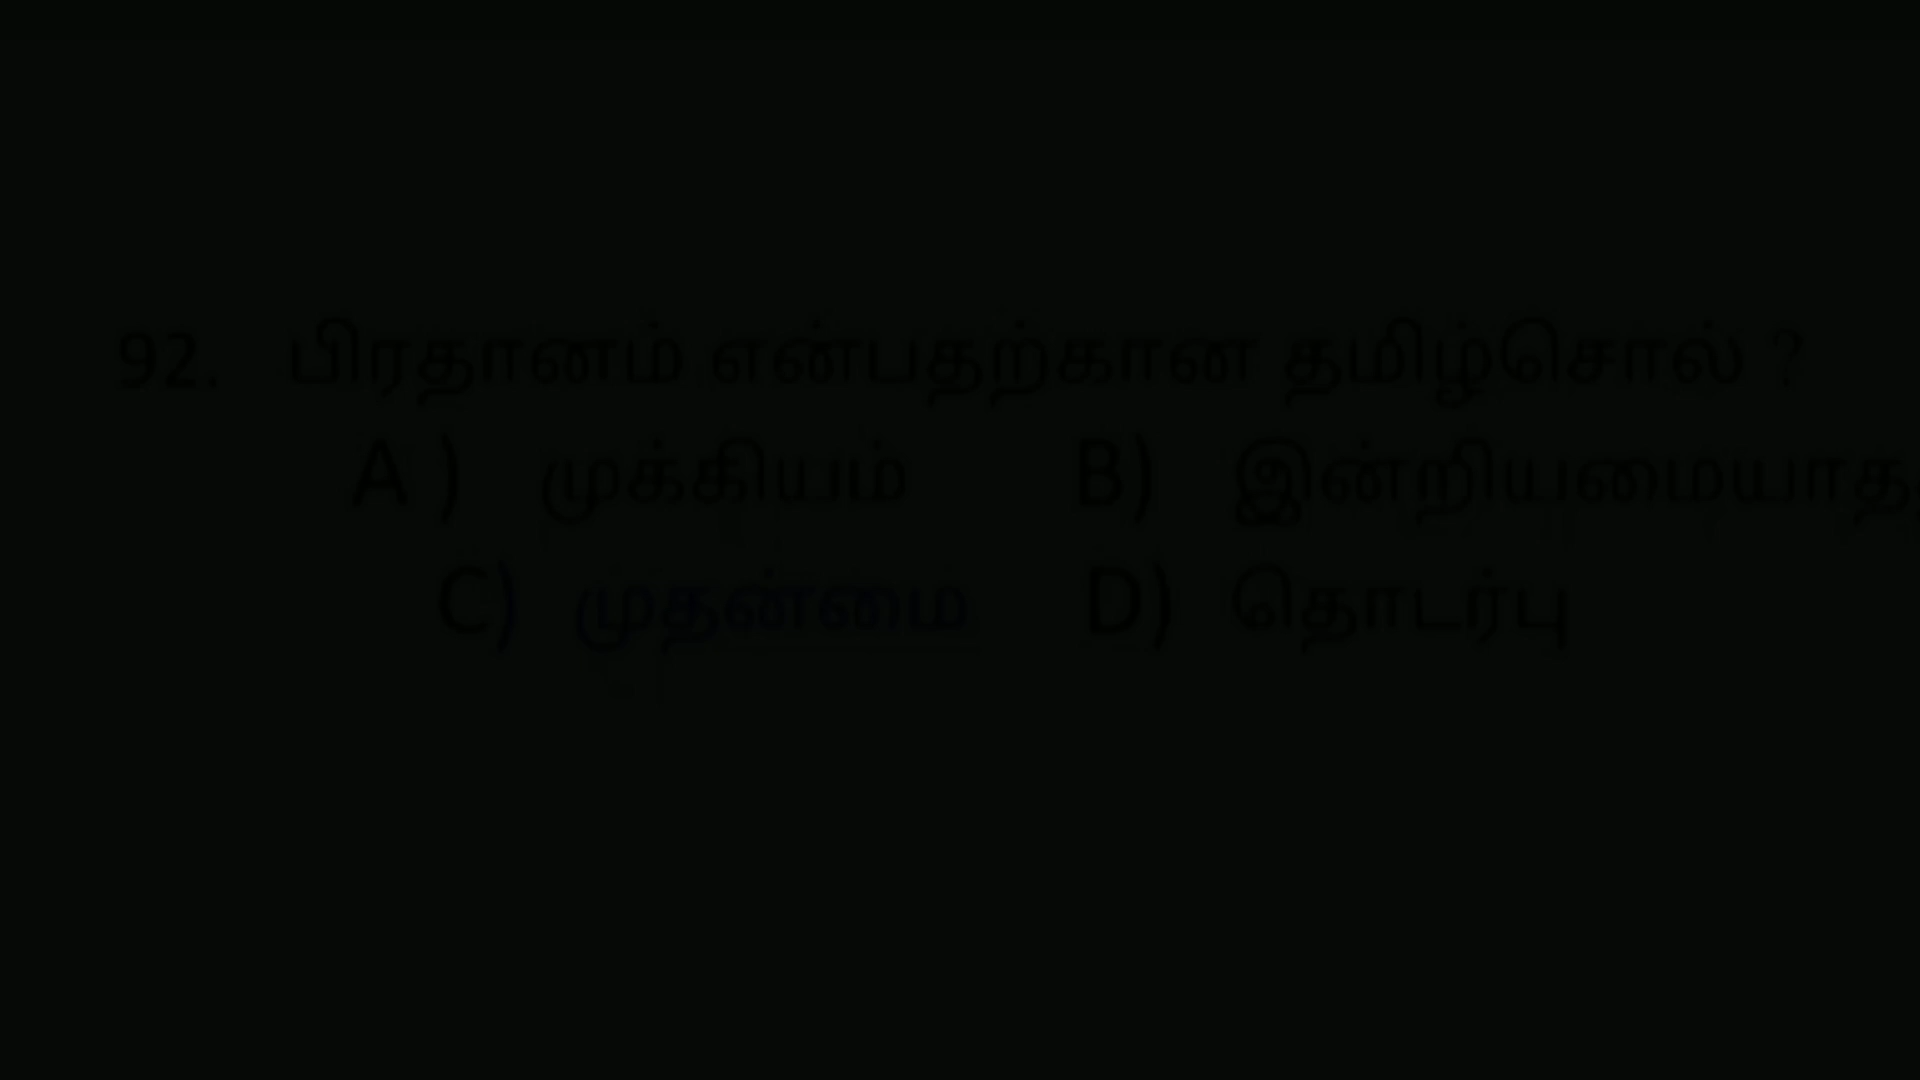 92. பிரதானம் என்பதற்கான தமிழ்சொல் ?
A ) முக்கியம் B) இன்றியமையாத
C) முதன்மை D) தொடர்பு